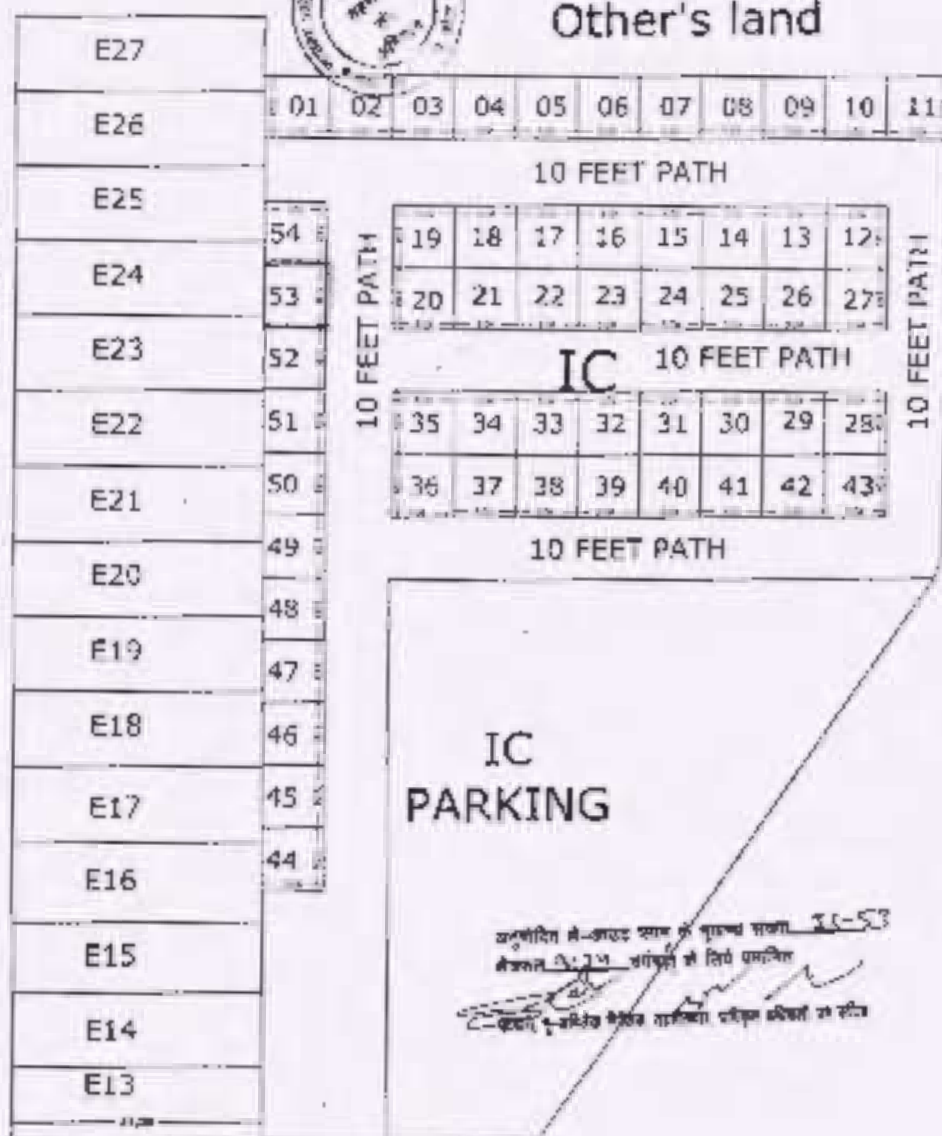 Other's land
E27
E26
E25
E24
E23
E22
E21
E20
E19
E18
E17
E16
E15
E14
E13
01 02 03 04 05 06 07 08 09 10 11
10 FEET PATH
54
53
52
51
50
49
48
47
46
45
44
10 FEET PATH
19 18 17 16 15 14 13 12
20 21 22 23 24 25 26 27
IC 10 FEET PATH
35 34 33 32 31 30 29 28
36 37 38 39 40 41 42 43
10 FEET PATH
10 FEET PATH
IC
PARKING